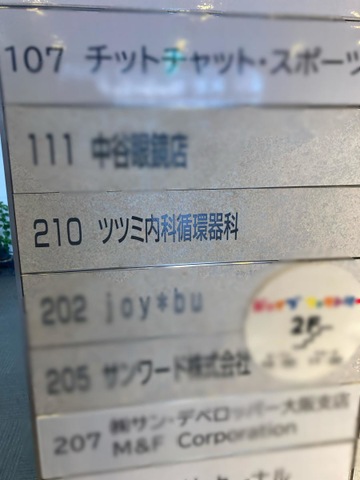 107 チットチャット・スポーツ
111 中谷眼鏡店
210 ツツミ内科循環器科
202 joy*bu
205 サンワード株式会社
2F
207 ㈱サン・デベロッパー大阪支店
M&F Corporation